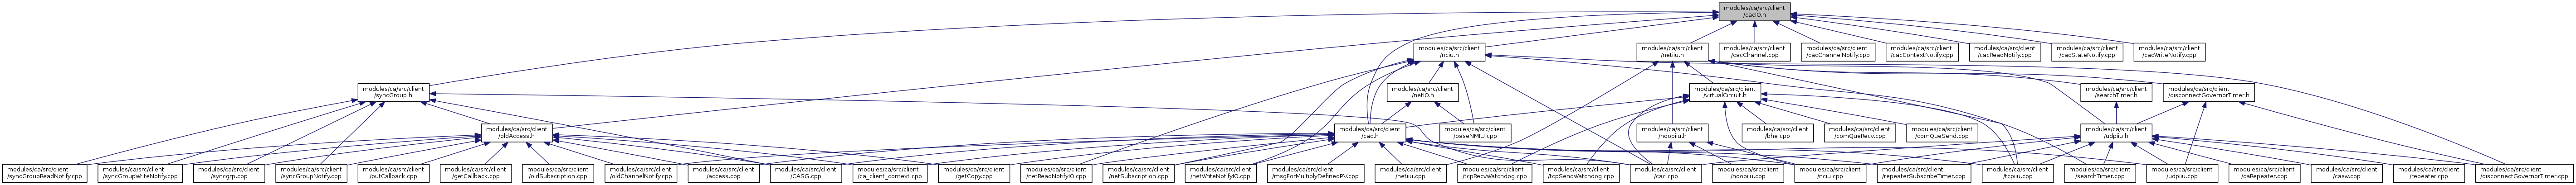 modules/ca/src/client
/cacIO.h
modules/ca/src/client
/nciu.h
modules/ca/src/client
/netiiu.h
modules/ca/src/client
/cacChannel.cpp
modules/ca/src/client
/cacChannelNotify.cpp
modules/ca/src/client
/cacContextNotify.cpp
modules/ca/src/client
/cacReadNotify.cpp
modules/ca/src/client
/cacStateNotify.cpp
modules/ca/src/client
/cacWriteNotify.cpp
modules/ca/src/client
/syncGroup.h
modules/ca/src/client
/netIO.h
modules/ca/src/client
/virtualCircuit.h
modules/ca/src/client
/searchTimer.h
modules/ca/src/client
/disconnectGovernorTimer.h
modules/ca/src/client
/oldAccess.h
modules/ca/src/client
/cac.h
modules/ca/src/client
/baseNMIU.cpp
modules/ca/src/client
/noopiiu.h
modules/ca/src/client
/bhe.cpp
modules/ca/src/client
/comQueRecv.cpp
modules/ca/src/client
/comQueSend.cpp
modules/ca/src/client
/udpiiu.h
modules/ca/src/client
/syncGroupReadNotify.cpp
modules/ca/src/client
/syncGroupWriteNotify.cpp
modules/ca/src/client
/syncgrp.cpp
modules/ca/src/client
/syncGroupNotify.cpp
modules/ca/src/client
/putCallback.cpp
modules/ca/src/client
/getCallback.cpp
modules/ca/src/client
/oldSubscription.cpp
modules/ca/src/client
/oldChannelNotify.cpp
modules/ca/src/client
/access.cpp
modules/ca/src/client
/CASG.cpp
modules/ca/src/client
/ca_client_context.cpp
modules/ca/src/client
/getCopy.cpp
modules/ca/src/client
/netReadNotifyIO.cpp
modules/ca/src/client
/netSubscription.cpp
modules/ca/src/client
/netWriteNotifyIO.cpp
modules/ca/src/client
/msgForMultiplyDefinedPV.cpp
modules/ca/src/client
/netiiu.cpp
modules/ca/src/client
/tcpRecvWatchdog.cpp
modules/ca/src/client
/tcpSendWatchdog.cpp
modules/ca/src/client
/cac.cpp
modules/ca/src/client
/noopiiu.cpp
modules/ca/src/client
/nciu.cpp
modules/ca/src/client
/repeaterSubscribeTimer.cpp
modules/ca/src/client
/tcpiiu.cpp
modules/ca/src/client
/searchTimer.cpp
modules/ca/src/client
/udpiiu.cpp
modules/ca/src/client
/caRepeater.cpp
modules/ca/src/client
/casw.cpp
modules/ca/src/client
/repeater.cpp
modules/ca/src/client
/disconnectGovernorTimer.cpp